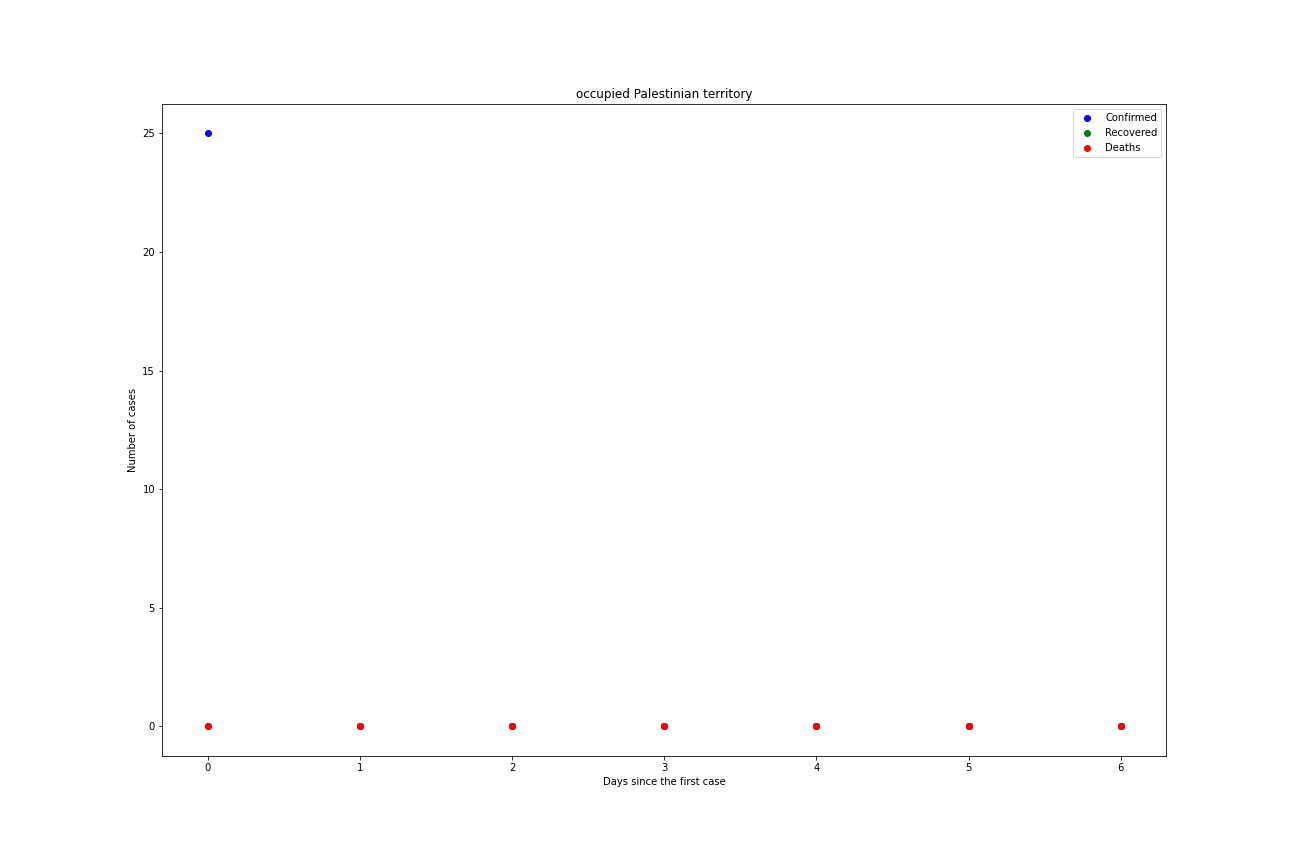 occupied Palestinian territory
Confirmed
Recovered
Deaths
25
20
15
10
5
0
Number of cases
0 1 2 3 4 5 6
Days since the first case